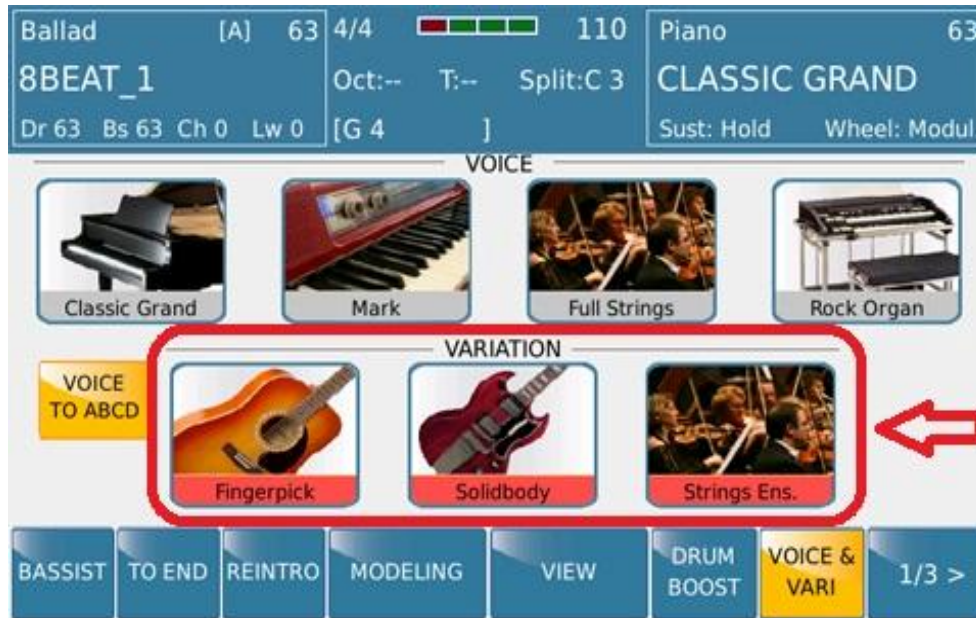 Ballad [A] 63 4/4 110 Piano 63
8BEAT_1 Oct:-- T:-- Split:C 3 CLASSIC GRAND
Dr 63 Bs 63 Ch 0 Lw 0 [G 4 ] Sust: Hold Wheel: Modul
VOICE
Classic Grand Mark Full Strings Rock Organ
VARIATION
VOICE
TO ABCD
Fingerpick Solidbody Strings Ens.
BASSIST TO END REINTRO MODELING VIEW DRUM BOOST VOICE & VARI 1/3 >